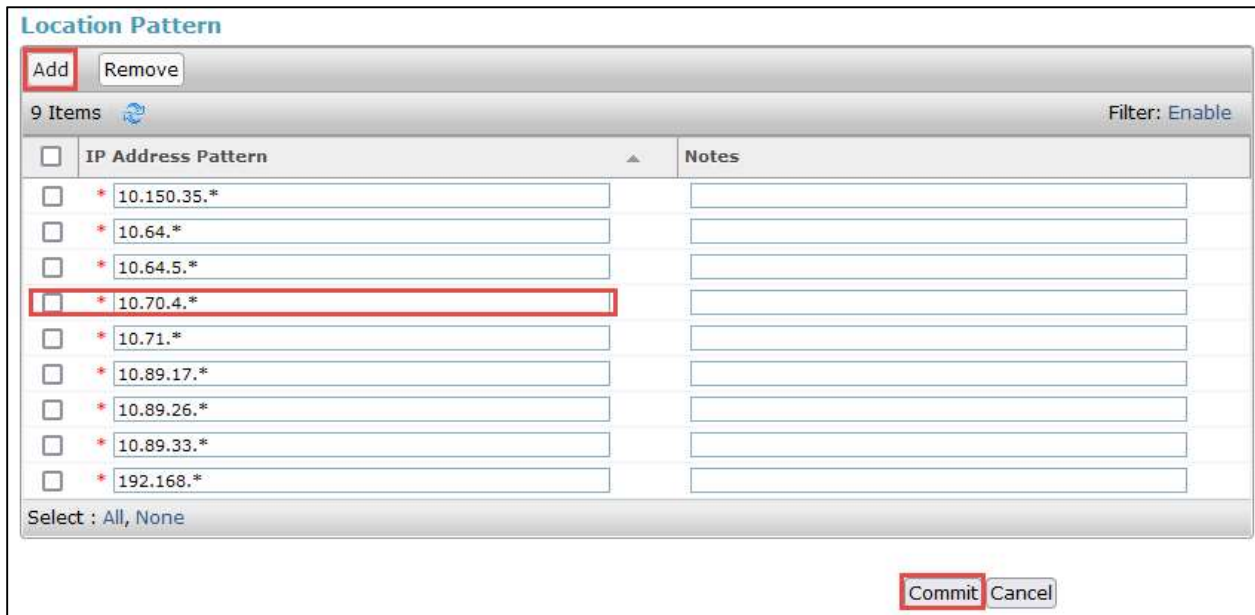 Location Pattern
Add Remove
9 Items Filter: Enable
IP Address Pattern Notes
* 10.150.35.*
* 10.64.*
* 10.64.5.*
* 10.70.4.*
* 10.71.*
* 10.89.17.*
* 10.89.26.*
* 10.89.33.*
* 192.168.*
Select : All, None
Commit Cancel